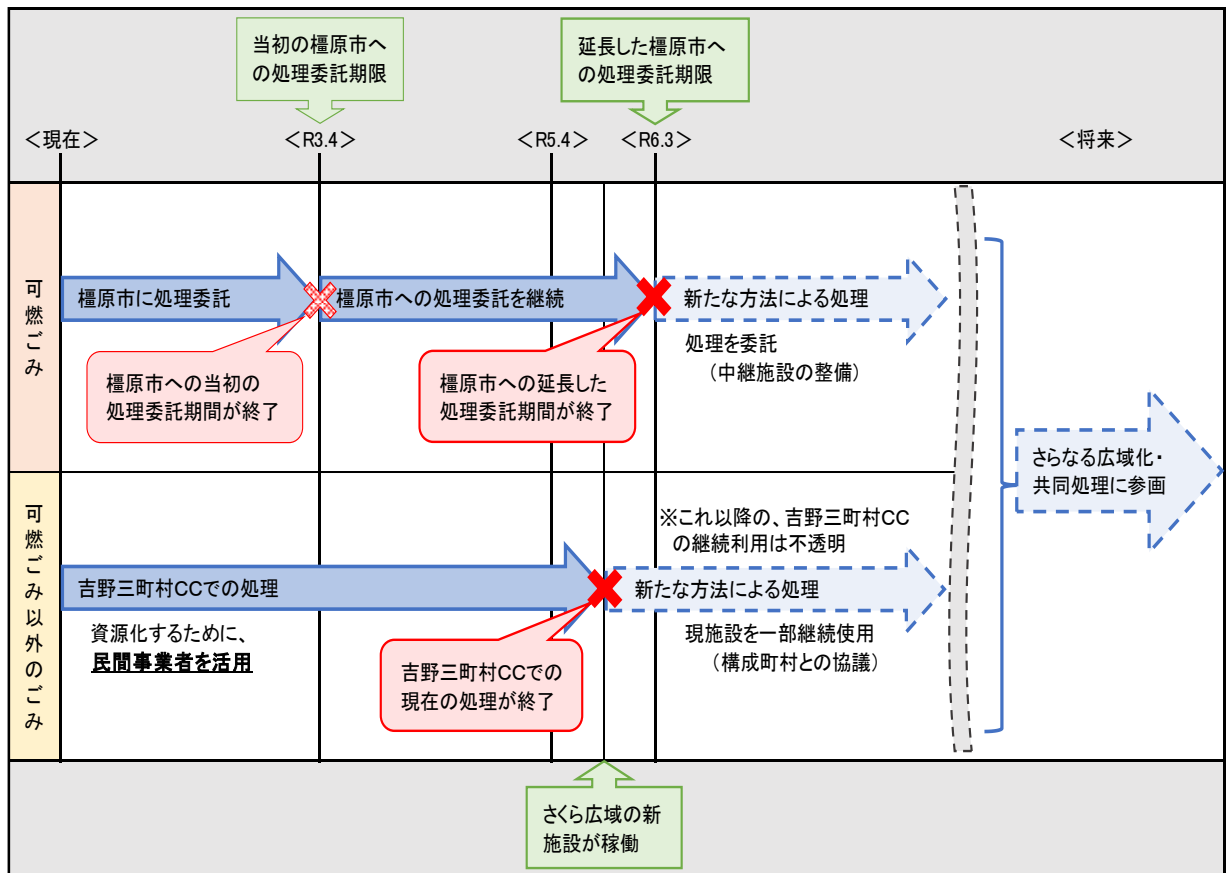 当初の橿原市へ
の処理委託期限
延長した橿原市へ
の処理委託期限
＜現在＞
＜R3.4＞
＜R5.4＞
＜R6.3＞
＜将来＞
可燃ごみ
橿原市に処理委託
橿原市への処理委託を継続
新たな方法による処理
処理を委託
（中継施設の整備）
橿原市への当初の
処理委託期間が終了
橿原市への延長した
処理委託期間が終了
さらなる広域化・
共同処理に参画
可燃ごみ以外のごみ
※これ以降の、吉野三町村CC
の継続利用は不透明
吉野三町村CCでの処理
新たな方法による処理
資源化するために、
民間事業者を活用
現施設を一部継続使用
（構成町村との協議）
吉野三町村CCでの
現在の処理が終了
さくら広域の新
施設が稼働